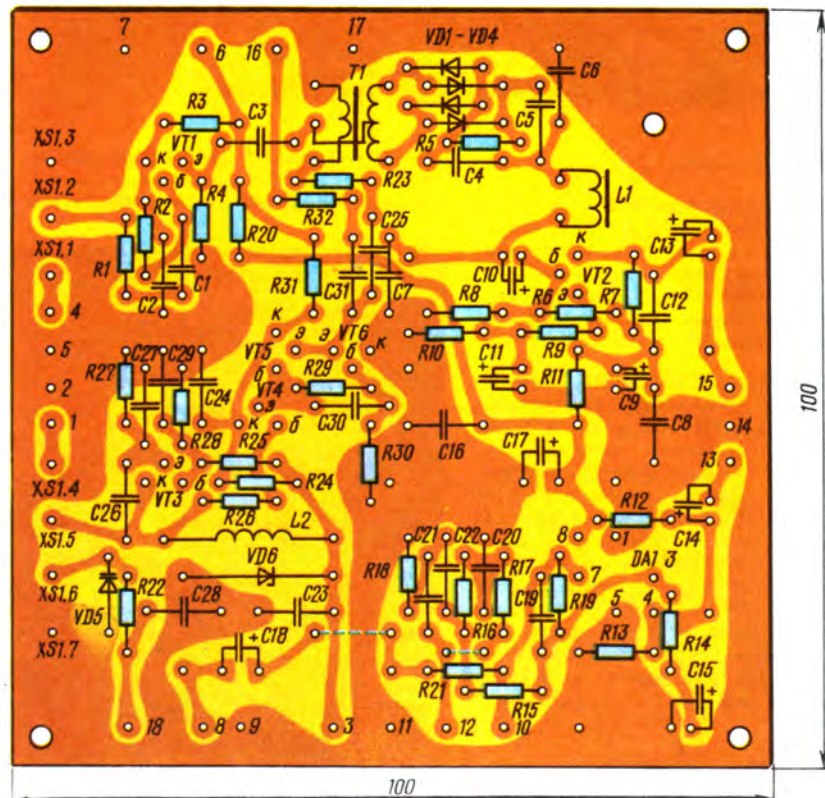 7 17 VD1-VD4
6 16 T1 C6
R3 C3 C5
XS1.3 VT1 R5
к э б C4
XS1.2 R2 R4 R23 L1
R32
XS1.1 R1 R20 C25 C13
к C10 б VT2
C2 C1 R31 C31 C7 R8 R6 э R7 C12
4 к VT6 R10 R9
5 э э к C11
R27 C27 C29 VT5 б R29 б R11 15
2 C24 VT4 C9
б э C30
1 R28 к б C16 C17 C8 14
R25 R30 13
э R24
XS1.4 к VT3 б
C26 R26 R12 C14
L2 C21 C22 C20 8 1
XS1.5 R18 R17 DA1 3
VD6 7
XS1.6 R22 C19 R19 5 4
VD5 C28 C23 R16
XS1.7 C18 R13 R14
R21 C15
R15
18 8 9 3 11 12 10
100
100